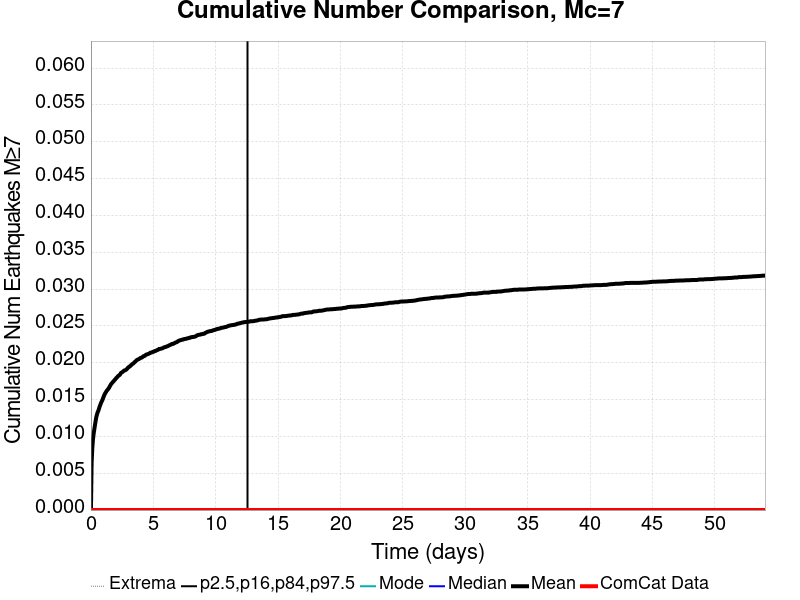 Cumulative Number Comparison, Mc=7
Cumulative Num Earthquakes M≥7
0.060
0.055
0.050
0.045
0.040
0.035
0.030
0.025
0.020
0.015
0.010
0.005
0.000
0 5 10 15 20 25 30 35 40 45 50
Time (days)
Extrema p2.5,p16,p84,p97.5 Mode Median Mean ComCat Data